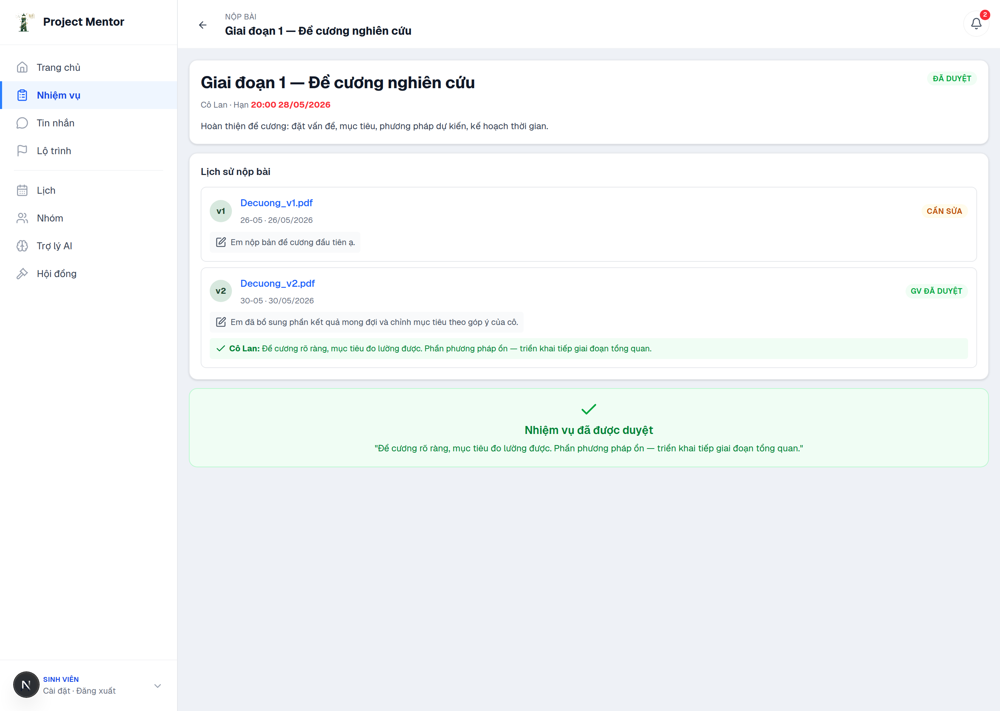 Project Mentor
Trang chủ
Nhiệm vụ
Tin nhắn
Lộ trình
Lịch
Nhóm
Trợ lý AI
Hội đồng
N
SINH VIÊN
Cài đặt · Đăng xuất
NỘP BÀI
Giai đoạn 1 — Đề cương nghiên cứu
2
Giai đoạn 1 — Đề cương nghiên cứu
ĐÃ DUYỆT
Cô Lan · Hạn 20:00 28/05/2026
Hoàn thiện đề cương: đặt vấn đề, mục tiêu, phương pháp dự kiến, kế hoạch thời gian.
Lịch sử nộp bài
v1
Decuong_v1.pdf
26-05 · 26/05/2026
CẦN SỬA
Em nộp bản đề cương đầu tiên ạ.
v2
Decuong_v2.pdf
30-05 · 30/05/2026
GV ĐÃ DUYỆT
Em đã bổ sung phần kết quả mong đợi và chỉnh mục tiêu theo góp ý của cô.
Cô Lan: Đề cương rõ ràng, mục tiêu đo lường được. Phần phương pháp ổn — triển khai tiếp giai đoạn tổng quan.
Nhiệm vụ đã được duyệt
"Đề cương rõ ràng, mục tiêu đo lường được. Phần phương pháp ổn — triển khai tiếp giai đoạn tổng quan."